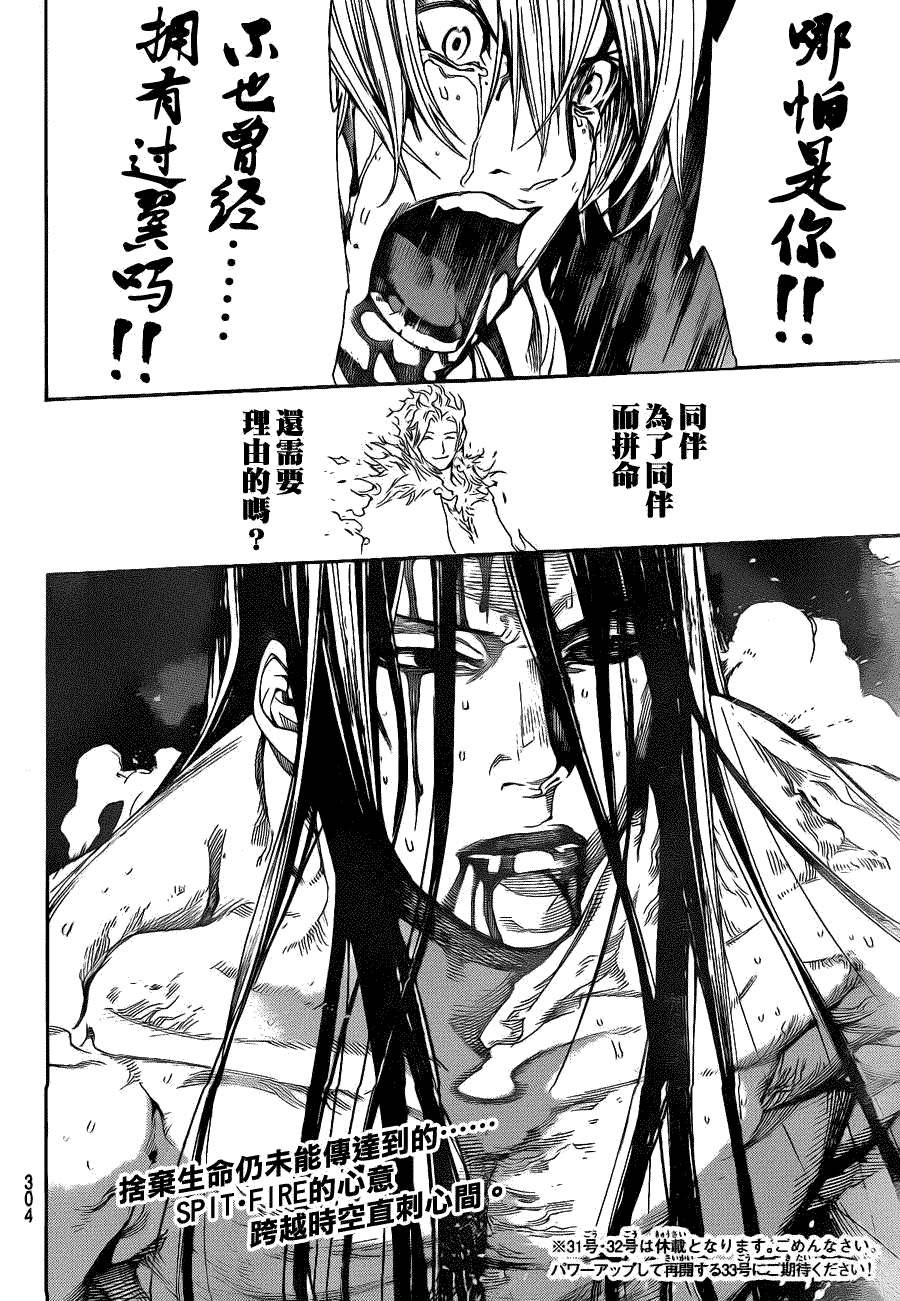 哪怕是你!!
不也曾经……
拥有过翼吗!!
同伴
為了同伴
而拼命
還需要
理由的嗎?
捨棄生命仍未能傳達到的……
SPIT·FIRE的心意
跨越時空直刺心間。
※31号・32号は休載となります。ごめんなさい。
パワーアップして再開する33号にご期待ください!
304